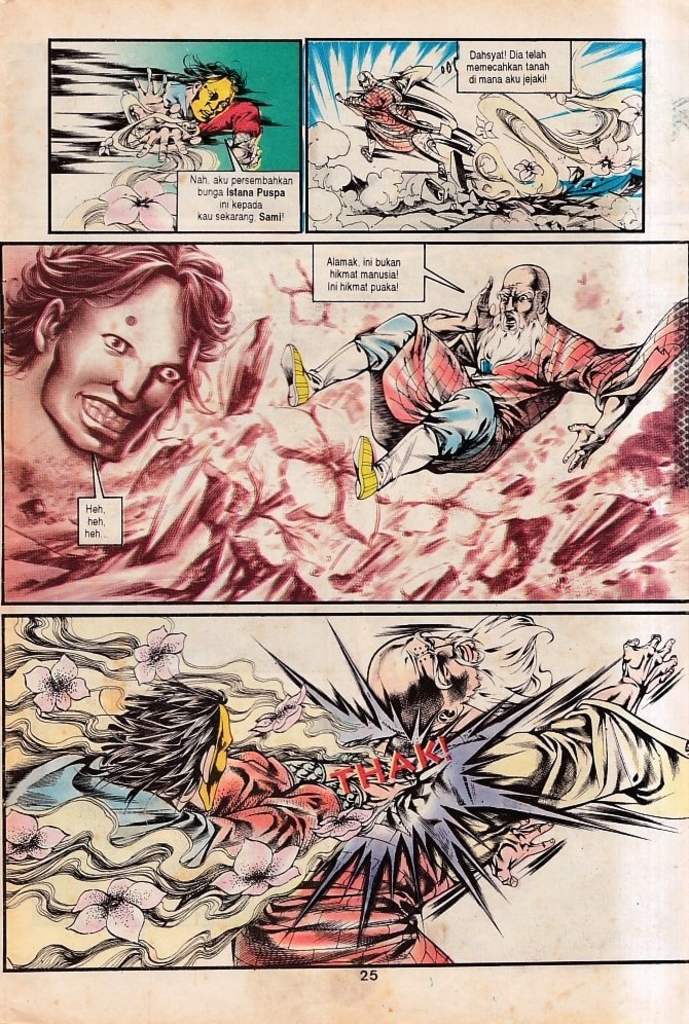 Nah, aku persembahkan
bunga Istana Puspa
ini kepada
kau sekarang, Sami!
Dahsyat! Dia telah
memecahkan tanah
di mana aku jejaki!
Alamak, ini bukan
hikmat manusia!
Ini hikmat puaka!
Heh,
heh,
heh...
THAK!
25